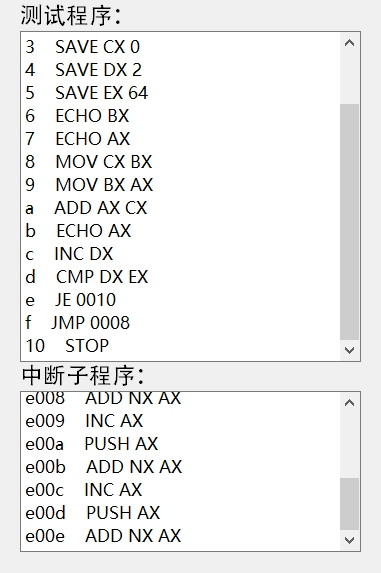 测试程序：
3 SAVE CX 0
4 SAVE DX 2
5 SAVE EX 64
6 ECHO BX
7 ECHO AX
8 MOV CX BX
9 MOV BX AX
a ADD AX CX
b ECHO AX
c INC DX
d CMP DX EX
e JE 0010
f JMP 0008
10 STOP
中断子程序：
e008 ADD NX AX
e009 INC AX
e00a PUSH AX
e00b ADD NX AX
e00c INC AX
e00d PUSH AX
e00e ADD NX AX